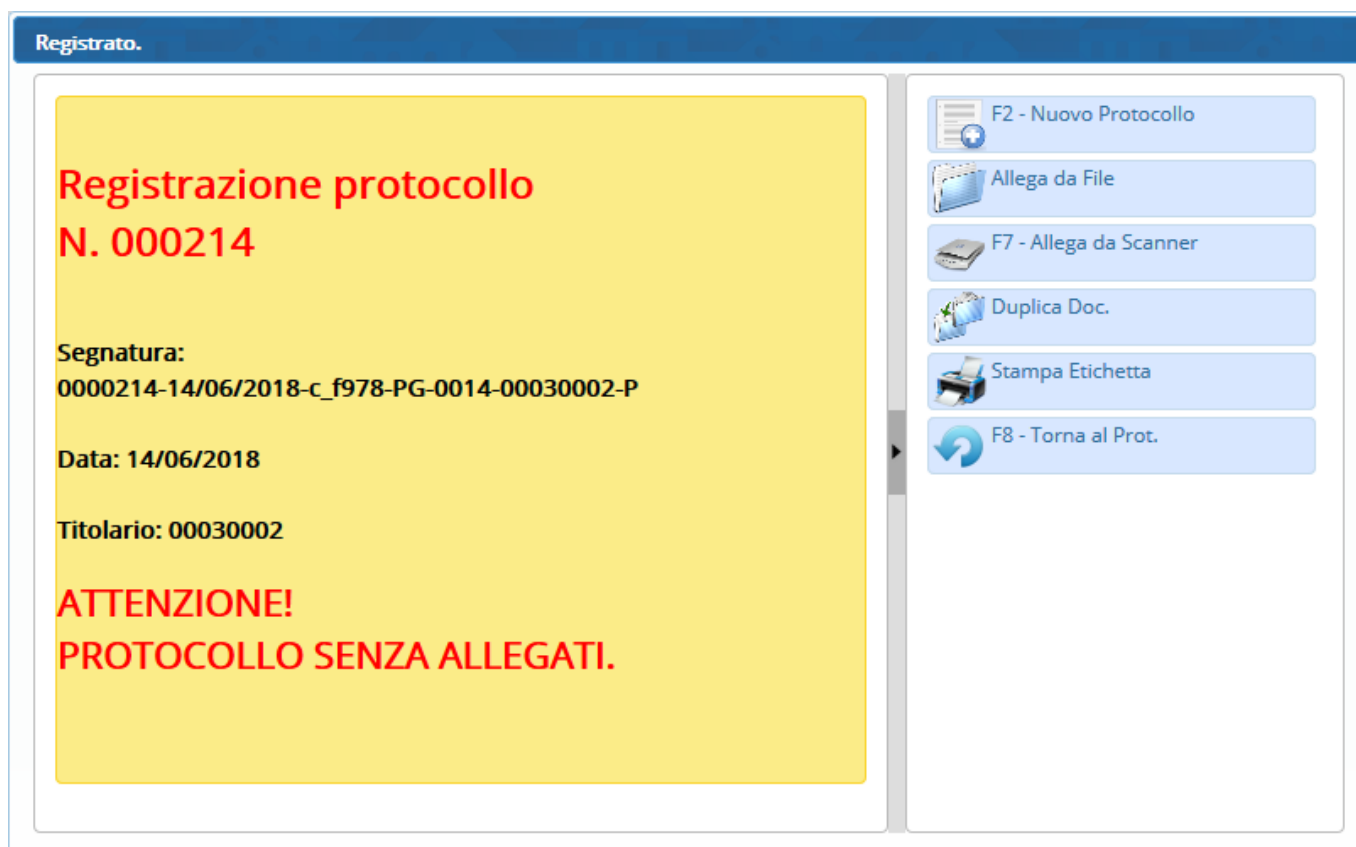 Registrato.
Registrazione protocollo
N. 000214
Segnatura:
0000214-14/06/2018-c_f978-PG-0014-00030002-P
Data: 14/06/2018
Titolario: 00030002
ATTENZIONE!
PROTOCOLLO SENZA ALLEGATI.
F2 - Nuovo Protocollo
Allega da File
F7 - Allega da Scanner
Duplica Doc.
Stampa Etichetta
F8 - Torna al Prot.